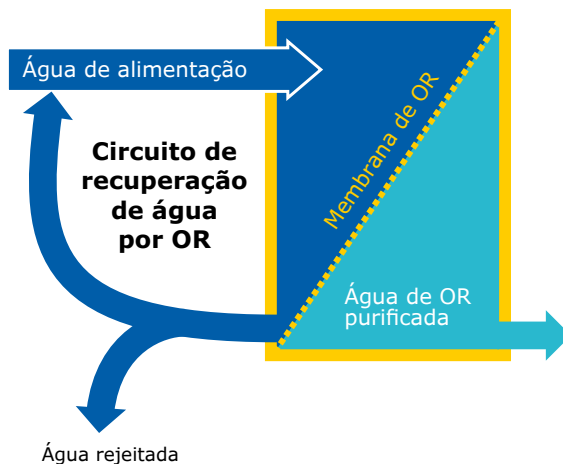 Água de alimentação
Circuito de
recuperação
de água
por OR
Membrana de OR
Água de OR
purificada
Água rejeitada